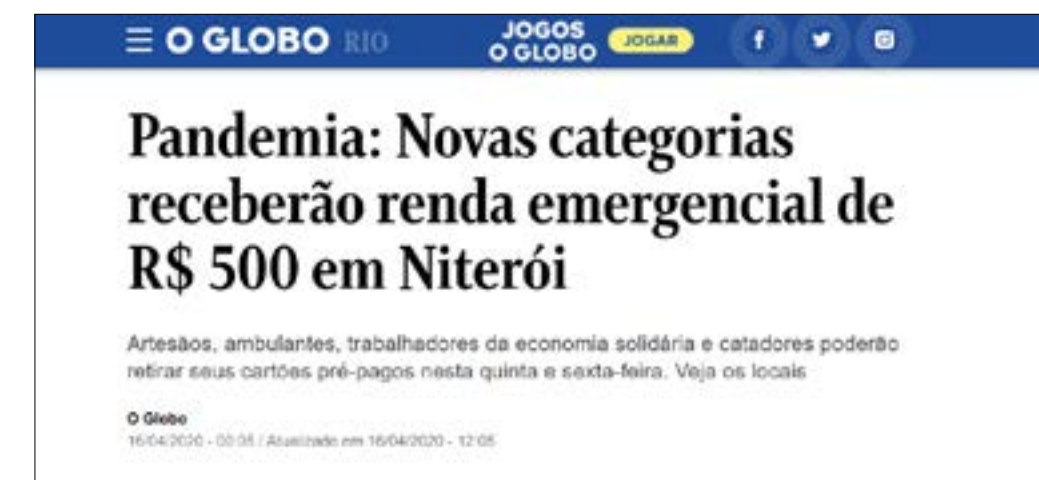 O GLOBO RIO
JOGOS
O GLOBO
JOGAR
Pandemia: Novas categorias
receberão renda emergencial de
R$ 500 em Niterói
Artesãos, ambulantes, trabalhadores da economia solidária e catadores poderão
retirar seus cartões pré-pagos nesta quinta e sexta-feira. Veja os locais
O Globo
16/04/2020 - / Atualizado em 16/04/2020 - 12:05